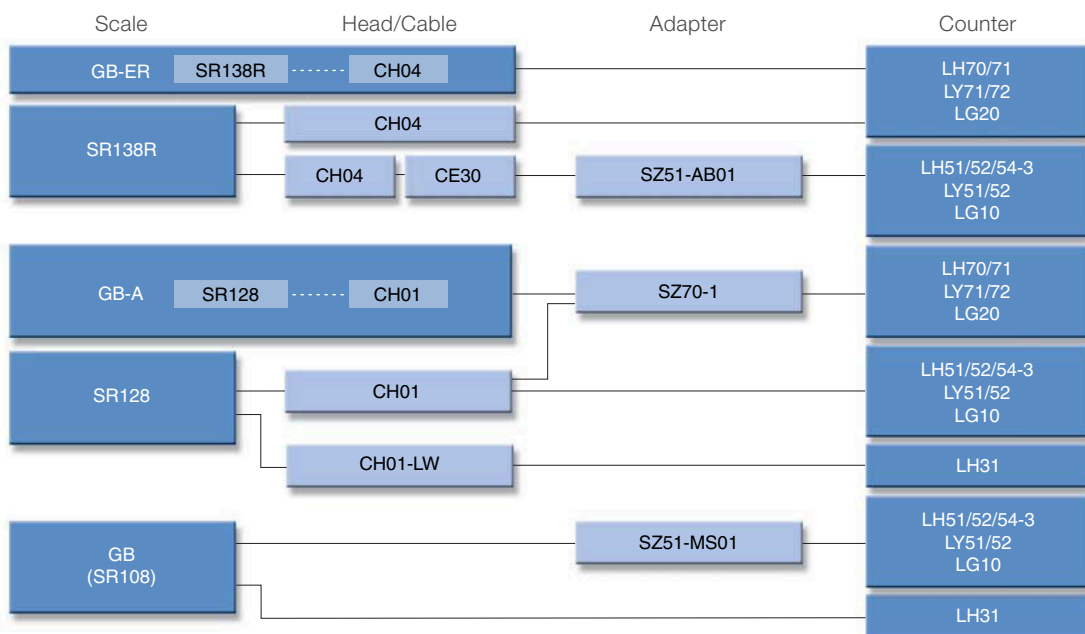 Scale Head/Cable Adapter Counter
GB-ER SR138R CH04
LH70/71
LY71/72
LG20
SR138R
CH04
CH04 CE30 SZ51-AB01
LH51/52/54-3
LY51/52
LG10
GB-A SR128 CH01 SZ70-1
LH70/71
LY71/72
LG20
SR128
CH01
LH51/52/54-3
LY51/52
LG10
CH01-LW LH31
GB
(SR108)
SZ51-MS01
LH51/52/54-3
LY51/52
LG10
LH31